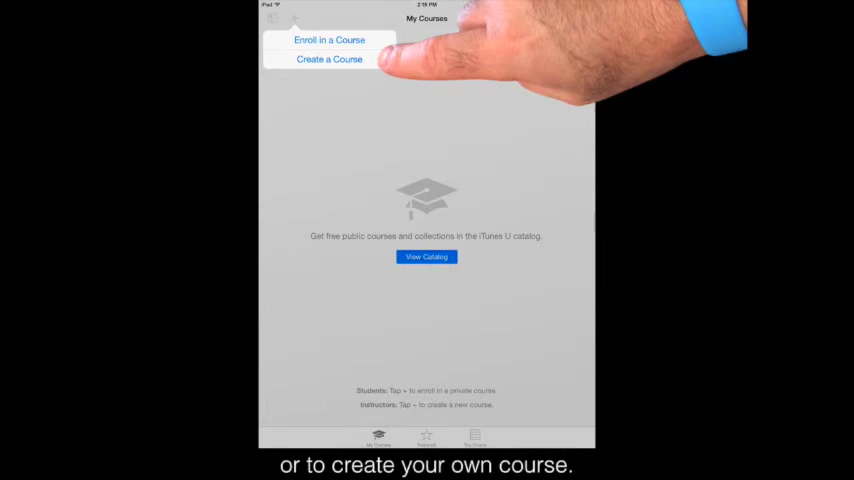 iPad
2:18 PM
My Courses
Enroll in a Course
Create a Course
Get free public courses and collections in the iTunes U catalog.
View Catalog
Students: Tap + to enroll in a private course.
Instructors: Tap + to create a new course.
My Courses
Featured
Top Charts
or to create your own course.